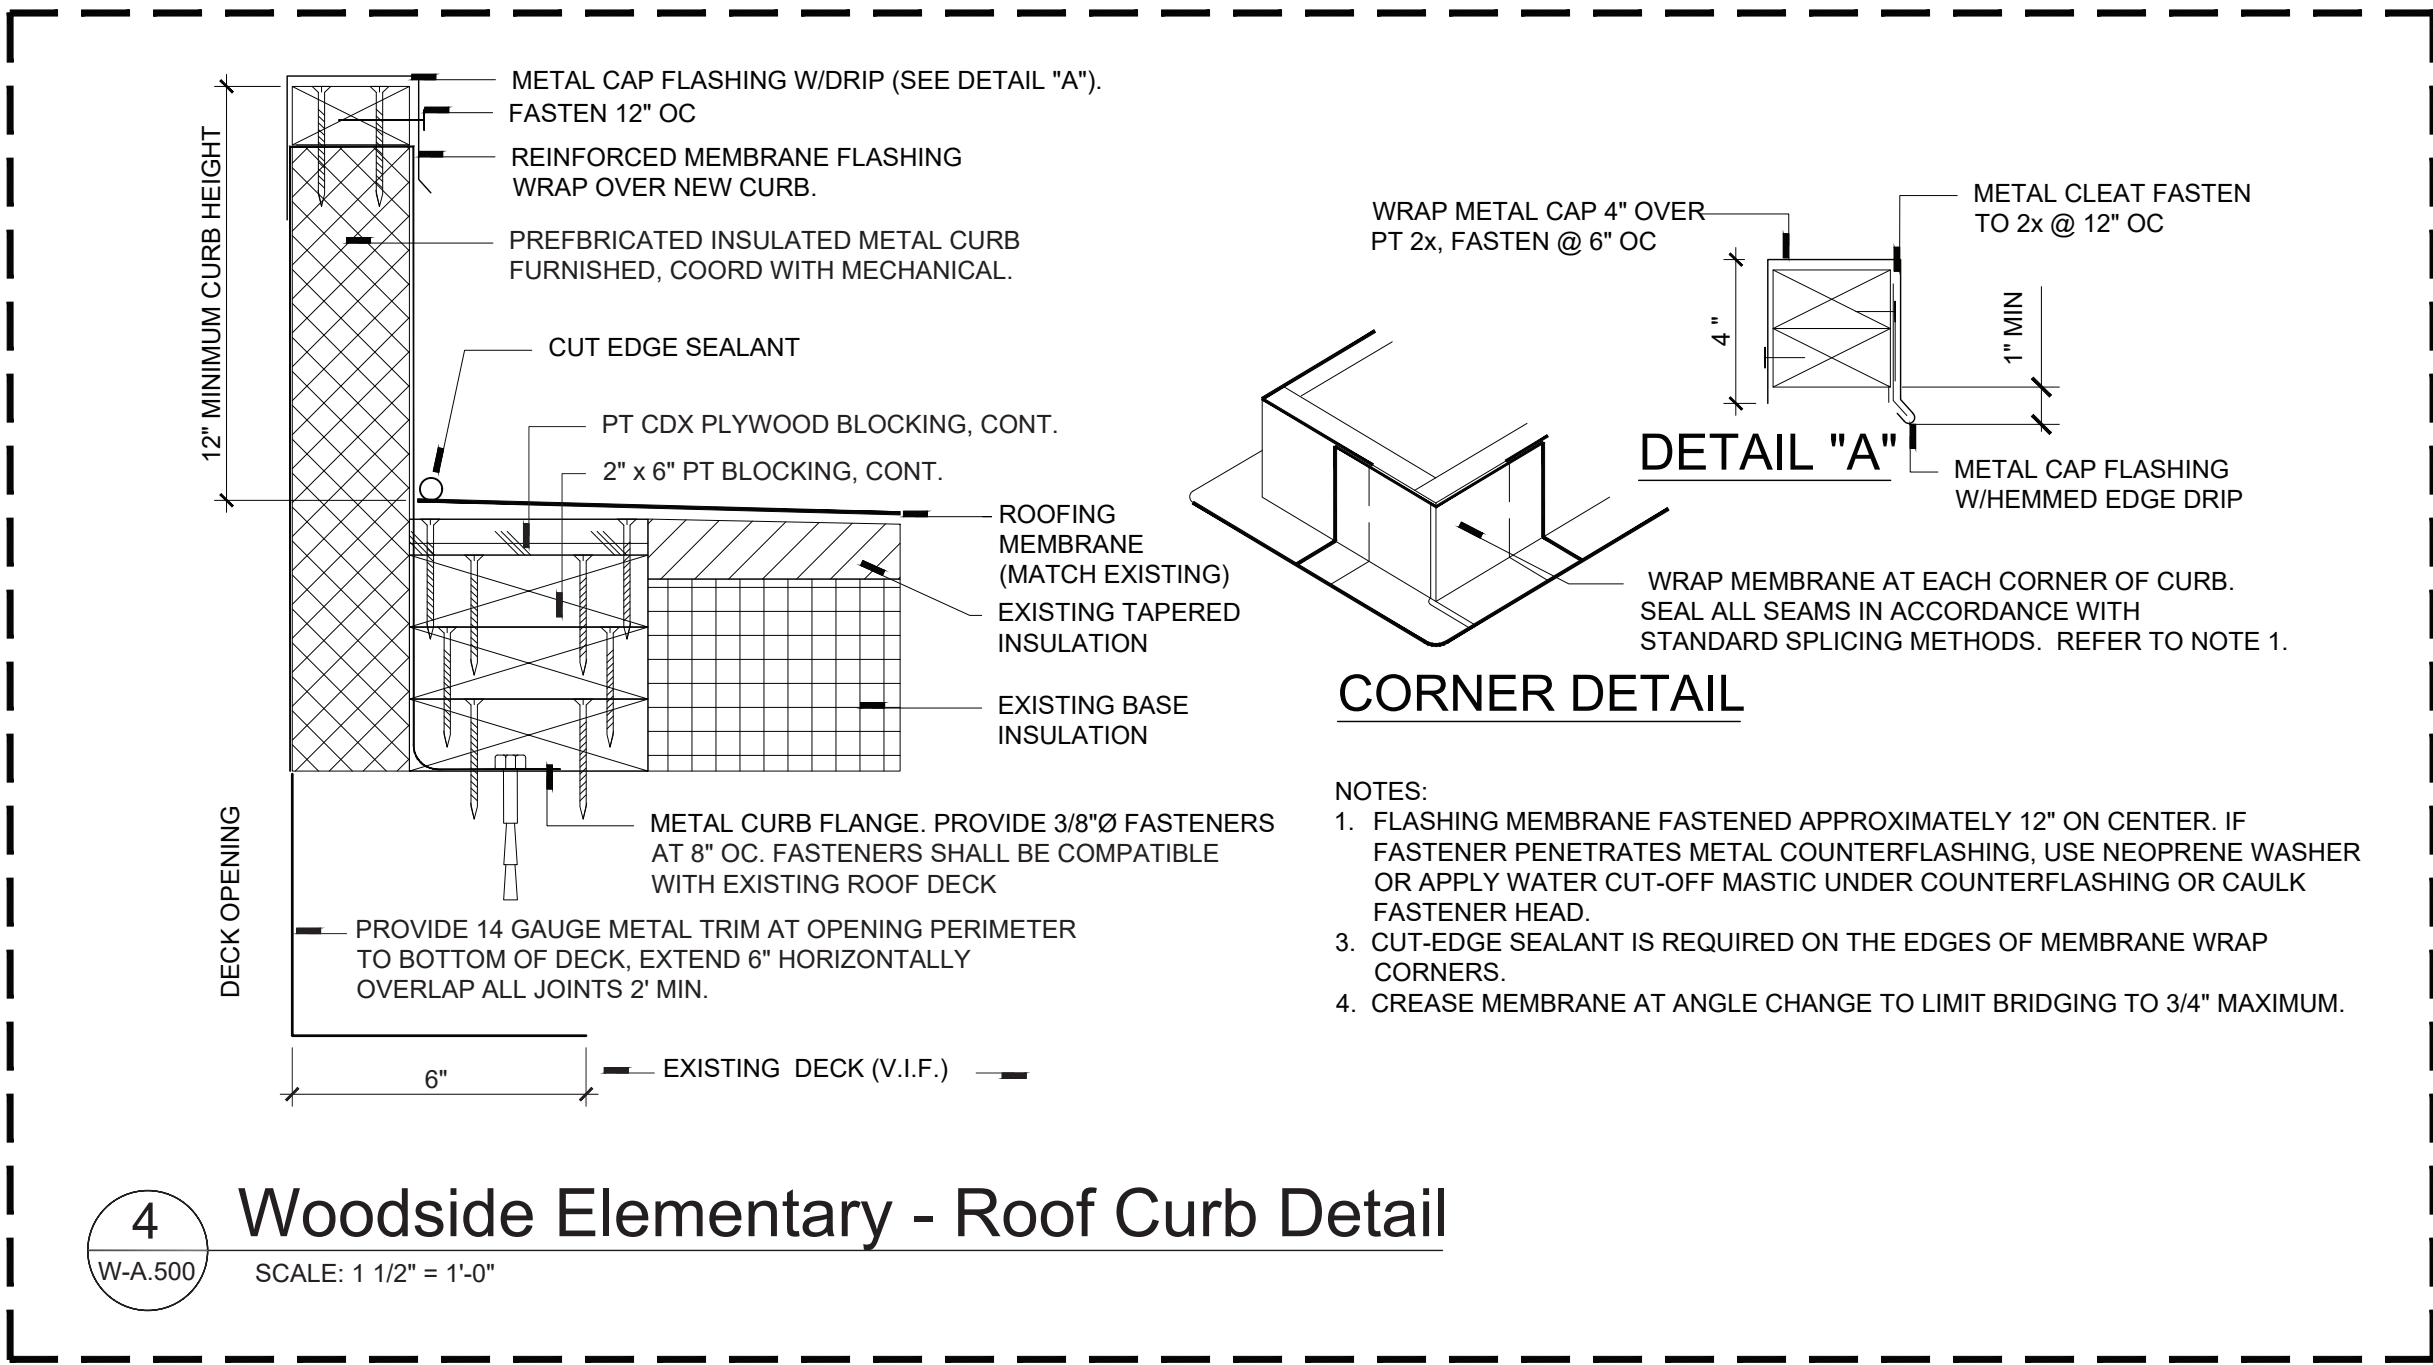 METAL CAP FLASHING W/DRIP (SEE DETAIL "A").
FASTEN 12" OC
REINFORCED MEMBRANE FLASHING
WRAP OVER NEW CURB.
PREFBRICATED INSULATED METAL CURB
FURNISHED, COORD WITH MECHANICAL.
12" MINIMUM CURB HEIGHT
CUT EDGE SEALANT
PT CDX PLYWOOD BLOCKING, CONT.
2" x 6" PT BLOCKING, CONT.
ROOFING
MEMBRANE
(MATCH EXISTING)
EXISTING TAPERED
INSULATION
EXISTING BASE
INSULATION
METAL CURB FLANGE. PROVIDE 3/8"Ø FASTENERS
AT 8" OC. FASTENERS SHALL BE COMPATIBLE
WITH EXISTING ROOF DECK
DECK OPENING
PROVIDE 14 GAUGE METAL TRIM AT OPENING PERIMETER
TO BOTTOM OF DECK, EXTEND 6" HORIZONTALLY
OVERLAP ALL JOINTS 2' MIN.
6"
EXISTING DECK (V.I.F.)
WRAP METAL CAP 4" OVER
PT 2x, FASTEN @ 6" OC
METAL CLEAT FASTEN
TO 2x @ 12" OC
4 "
1" MIN
DETAIL "A"
METAL CAP FLASHING
W/HEMMED EDGE DRIP
WRAP MEMBRANE AT EACH CORNER OF CURB.
SEAL ALL SEAMS IN ACCORDANCE WITH
STANDARD SPLICING METHODS. REFER TO NOTE 1.
CORNER DETAIL
NOTES:
1. FLASHING MEMBRANE FASTENED APPROXIMATELY 12" ON CENTER. IF
FASTENER PENETRATES METAL COUNTERFLASHING, USE NEOPRENE WASHER
OR APPLY WATER CUT-OFF MASTIC UNDER COUNTERFLASHING OR CAULK
FASTENER HEAD.
3. CUT-EDGE SEALANT IS REQUIRED ON THE EDGES OF MEMBRANE WRAP
CORNERS.
4. CREASE MEMBRANE AT ANGLE CHANGE TO LIMIT BRIDGING TO 3/4" MAXIMUM.
4
W-A.500
Woodside Elementary - Roof Curb Detail
SCALE: 1 1/2" = 1'-0"